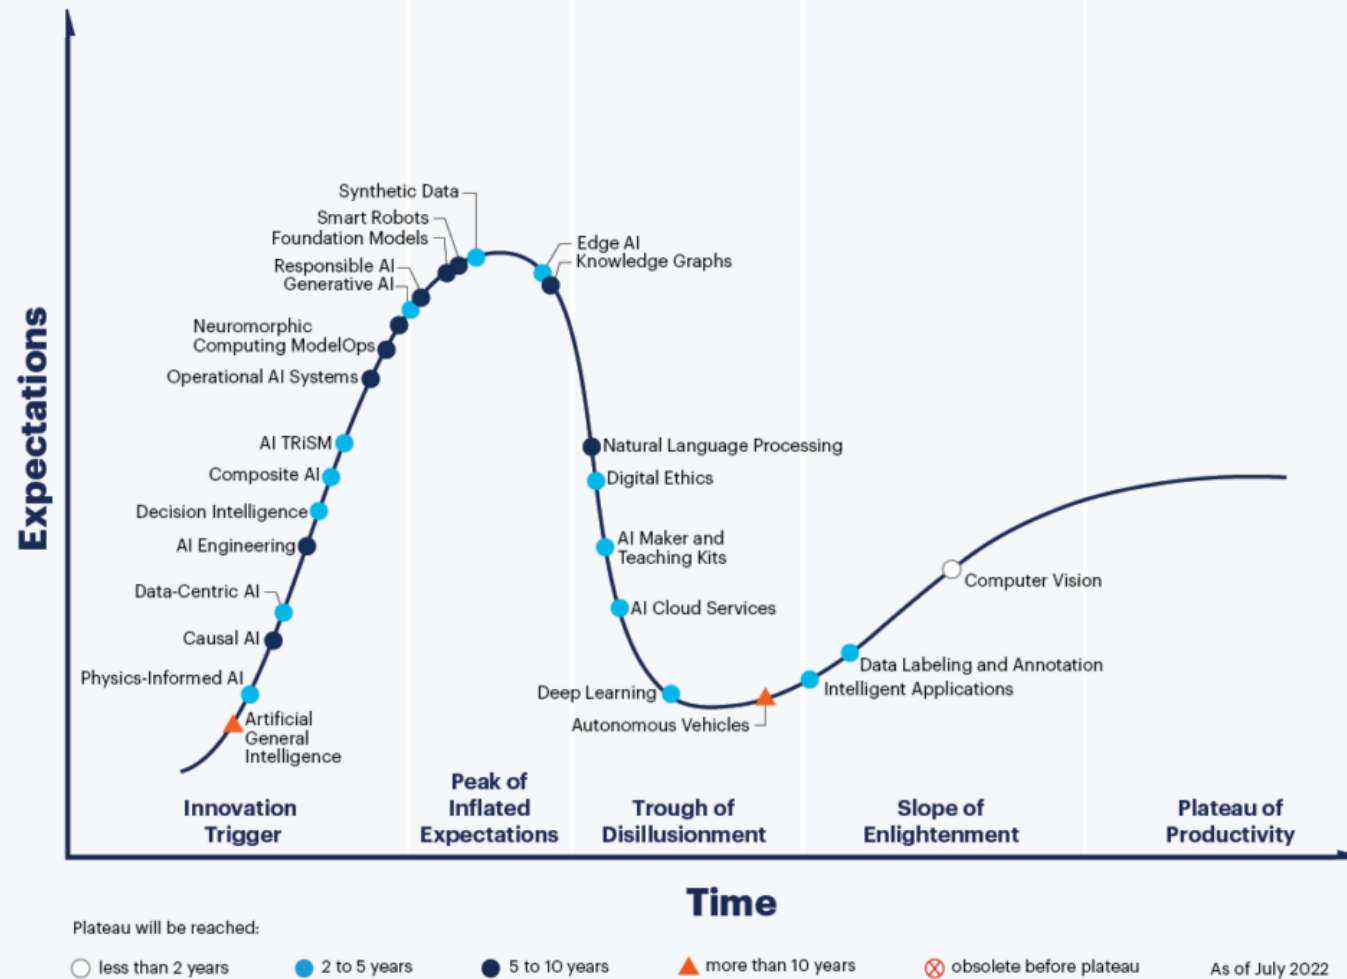 Expectations
Synthetic Data
Smart Robots
Foundation Models
Responsible AI
Generative AI
Neuromorphic
Computing ModelOps
Operational AI Systems
AI TRiSM
Composite AI
Decision Intelligence
AI Engineering
Data-Centric AI
Causal AI
Physics-Informed AI
Artificial
General
Intelligence
Edge AI
Knowledge Graphs
Natural Language Processing
Digital Ethics
AI Maker and
Teaching Kits
AI Cloud Services
Deep Learning
Autonomous Vehicles
Computer Vision
Data Labeling and Annotation
Intelligent Applications
Innovation
Trigger
Peak of
Inflated
Expectations
Trough of
Disillusionment
Slope of
Enlightenment
Plateau of
Productivity
Time
Plateau will be reached:
less than 2 years
2 to 5 years
5 to 10 years
more than 10 years
obsolete before plateau
As of July 2022